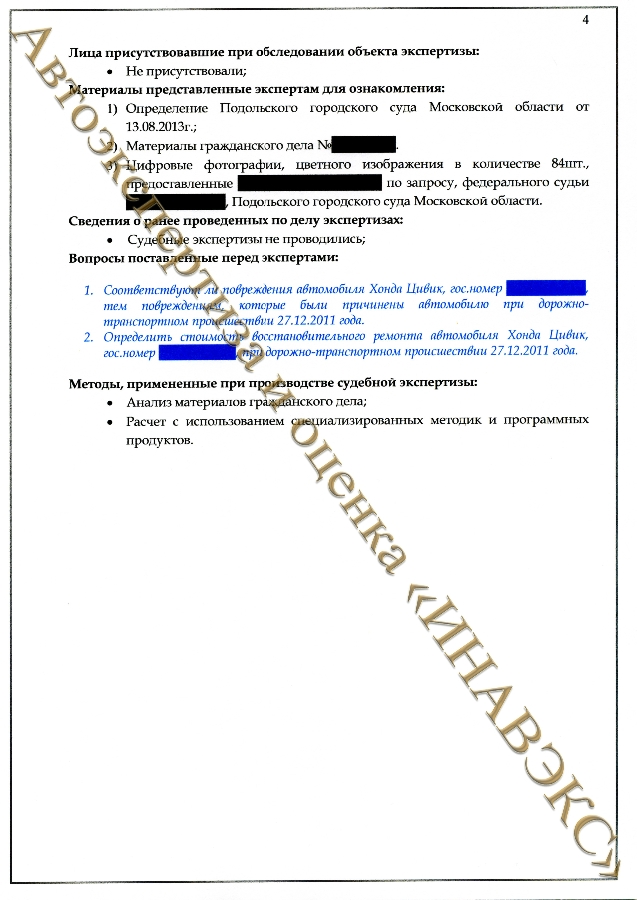 4
Лица присутствовавшие при обследовании объекта экспертизы:
• Не присутствовали;
Материалы представленные экспертам для ознакомления:
1) Определение Подольского городского суда Московской области от
13.08.2013г.;
2) Материалы гражданского дела №.
3) Цифровые фотографии, цветного изображения в количестве 84шт.,
предоставленные по запросу, федерального судьи
, Подольского городского суда Московской области.
Сведения о ранее проведенных по делу экспертизах:
• Судебные экспертизы не проводились;
Вопросы поставленные перед экспертами:
1. Соответствуют ли повреждения автомобиля Хонда Цивик, гос.номер ,
тем повреждениям, которые были причинены автомобилю при дорожно-
транспортном происшествии 27.12.2011 года.
2. Определить стоимость восстановительного ремонта автомобиля Хонда Цивик,
гос.номер , при дорожно-транспортном происшествии 27.12.2011 года.
Методы, примененные при производстве судебной экспертизы:
• Анализ материалов гражданского дела;
• Расчет с использованием специализированных методик и программных
продуктов.
Автоэкспертиза и оценка «ИНАВЭКС»